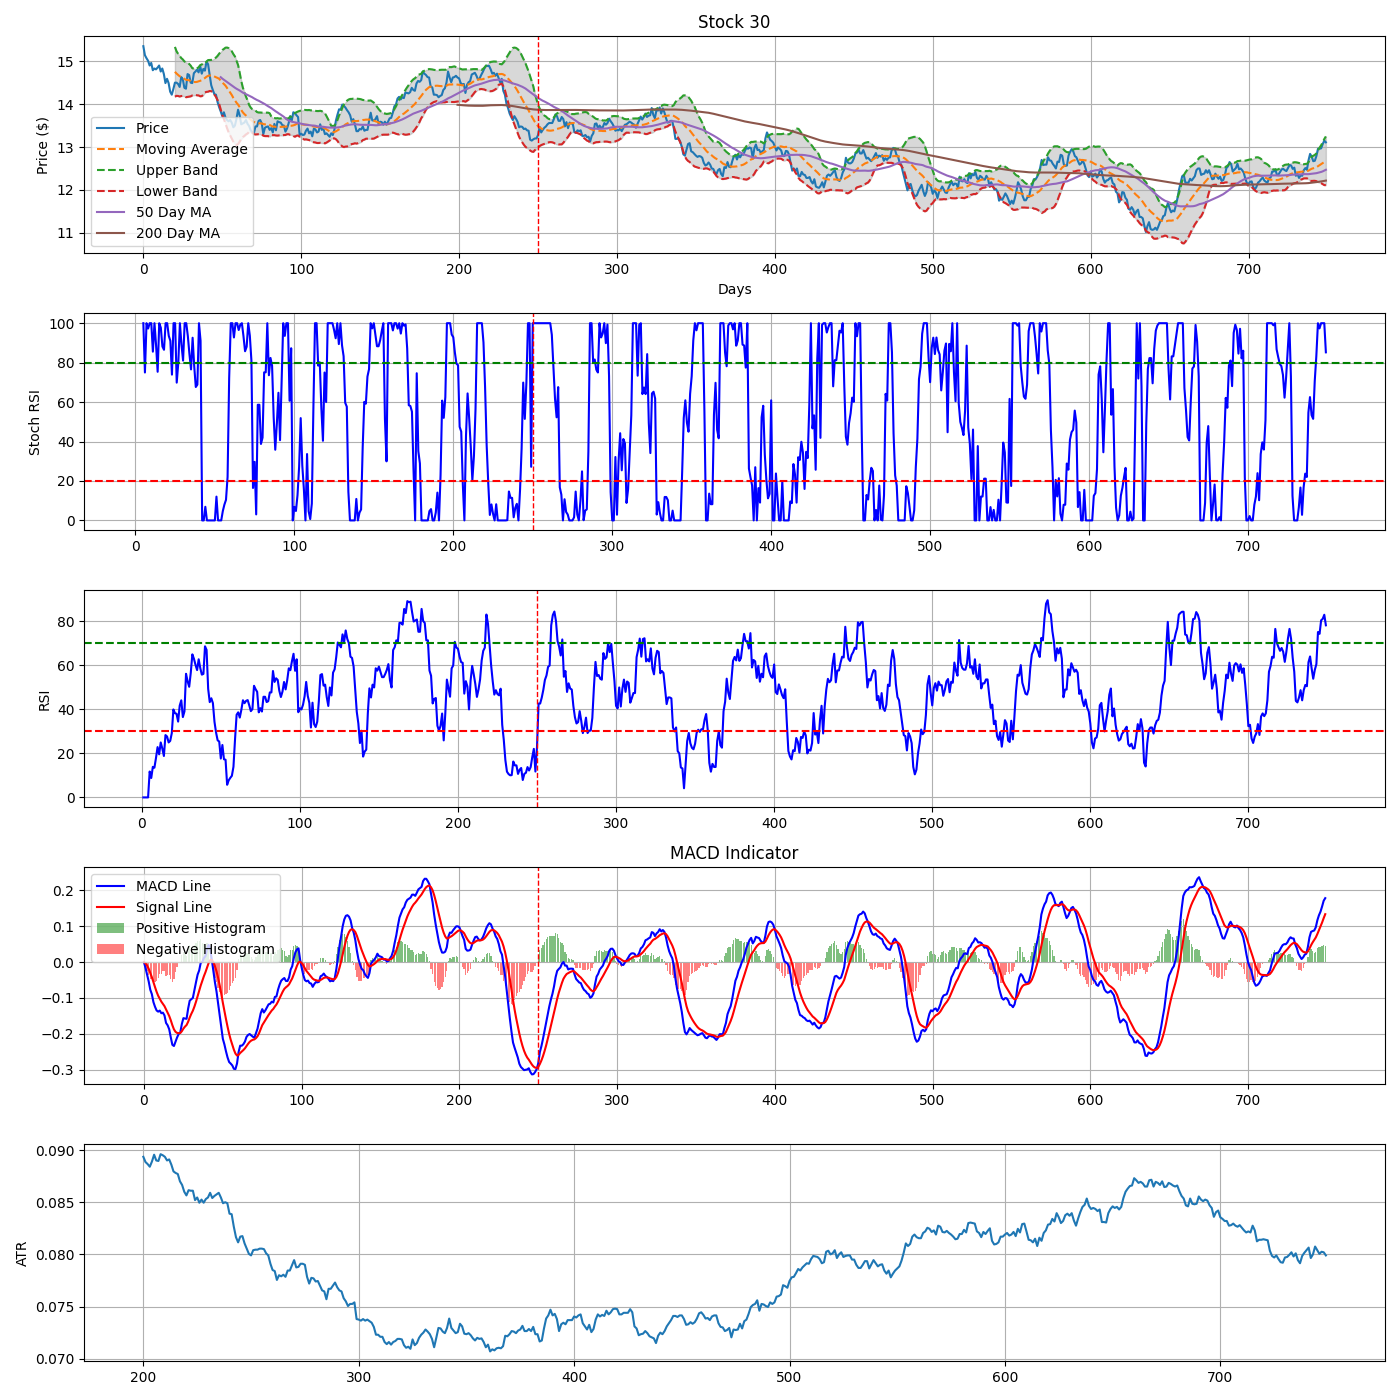 Stock 30
Price ($)
15
14
13
12
11
Price
Moving Average
Upper Band
Lower Band
50 Day MA
200 Day MA
0 100 200 300 400 500 600 700
Days
Stoch RSI
100
80
60
40
20
0
0 100 200 300 400 500 600 700
RSI
80
60
40
20
0
0 100 200 300 400 500 600 700
MACD Indicator
0.2
0.1
0.0
−0.1
−0.2
−0.3
MACD Line
Signal Line
Positive Histogram
Negative Histogram
0 100 200 300 400 500 600 700
ATR
0.090
0.085
0.080
0.075
0.070
200 300 400 500 600 700